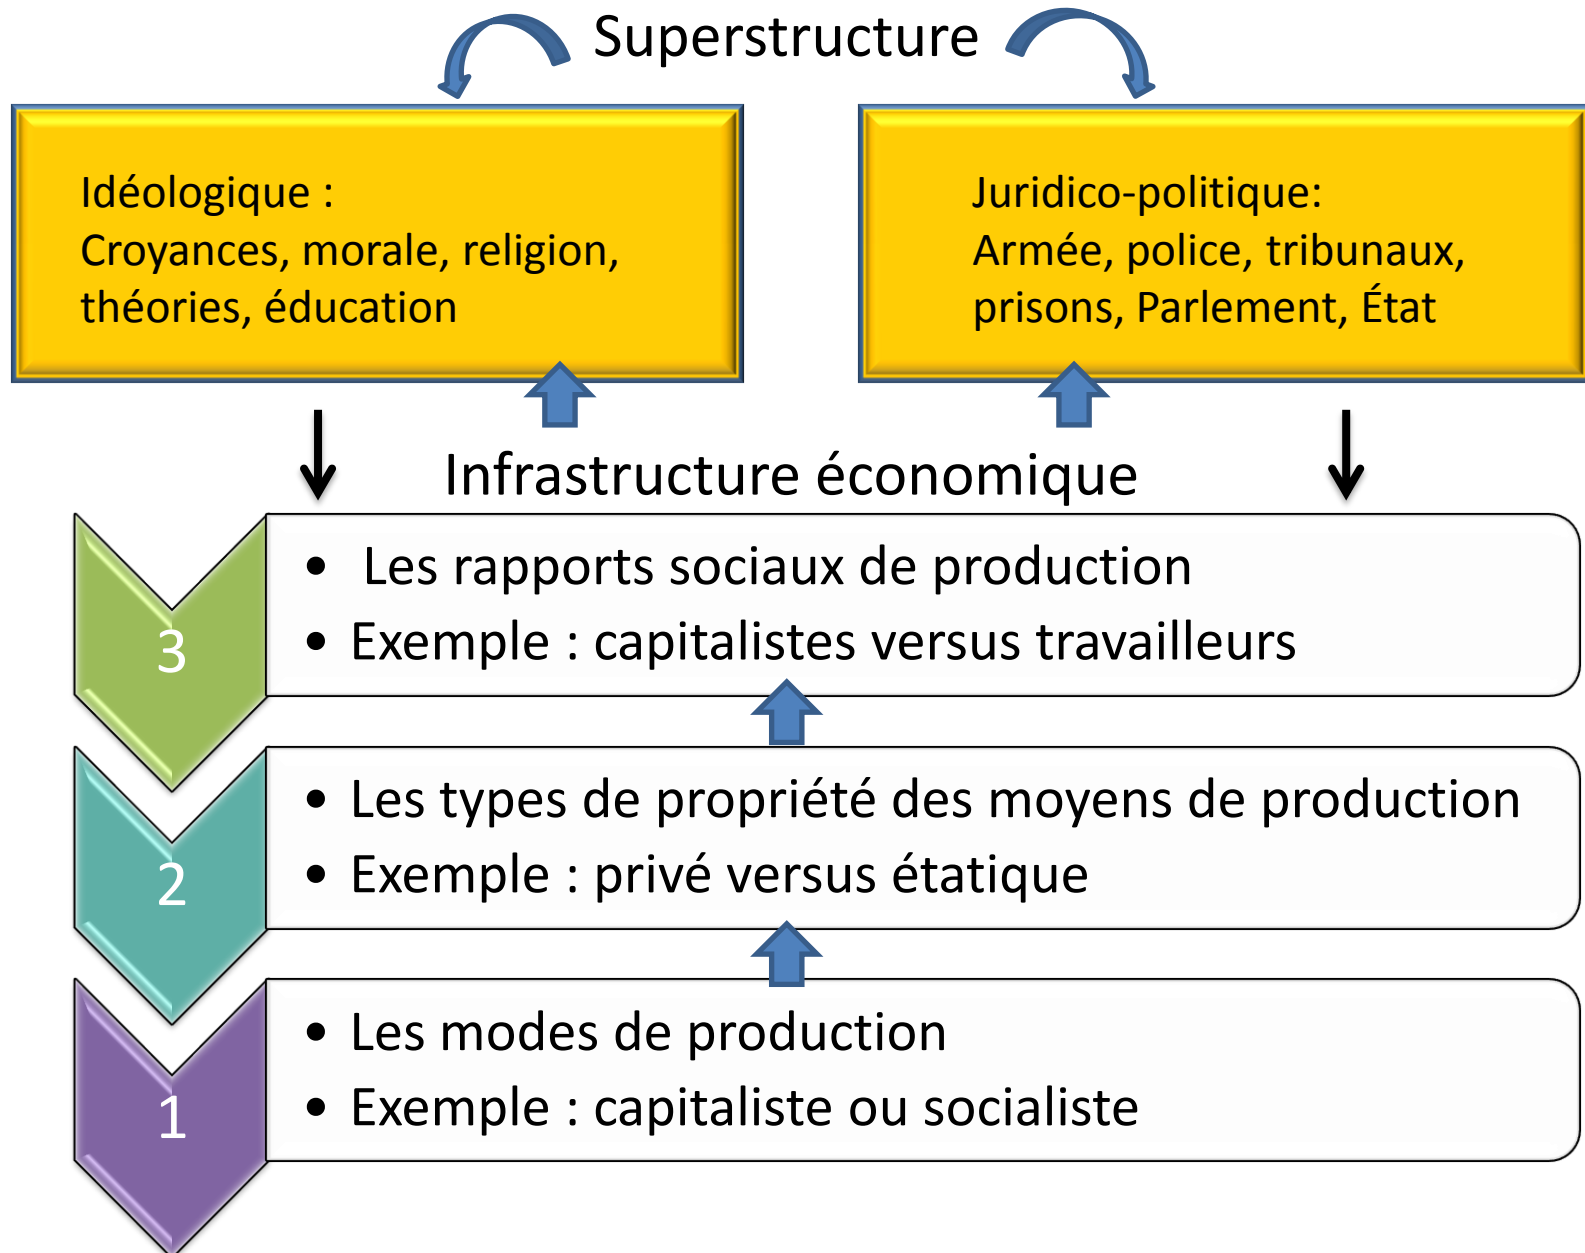 Superstructure
Idéologique :
Croyances, morale, religion,
théories, éducation
Juridico-politique:
Armée, police, tribunaux,
prisons, Parlement, État
Infrastructure économique
3
• Les rapports sociaux de production
• Exemple : capitalistes versus travailleurs
2
• Les types de propriété des moyens de production
• Exemple : privé versus étatique
1
• Les modes de production
• Exemple : capitaliste ou socialiste